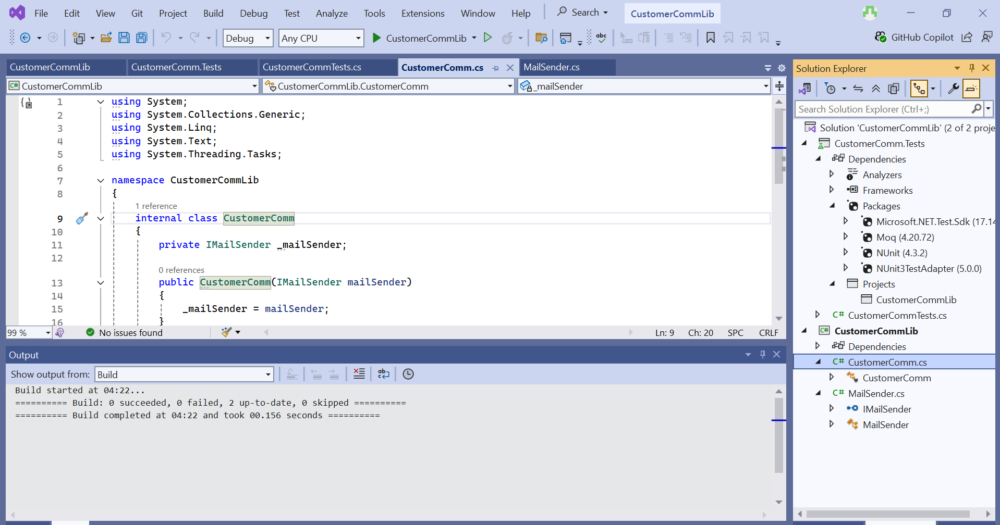 File Edit View Git Project Build Debug Test Analyze Tools Extensions Window Help Search CustomerCommLib
Debug Any CPU CustomerCommLib abc GitHub Copilot
CustomerCommLib CustomerComm.Tests CustomerCommTests.cs CustomerComm.cs MailSender.cs
C# CustomerCommLib CustomerCommLib.CustomerComm _mailSender
1 using System;
2 using System.Collections.Generic;
3 using System.Linq;
4 using System.Text;
5 using System.Threading.Tasks;
6
7 namespace CustomerCommLib
8 {
1 reference
9 internal class CustomerComm
10 {
11 private IMailSender _mailSender;
12
0 references
13 public CustomerComm(IMailSender mailSender)
14 {
15 _mailSender = mailSender;
16 }
99 % No issues found Ln: 9 Ch: 20 SPC CRLF
Output
Show output from: Build
Build started at 04:22...
========== Build: 0 succeeded, 0 failed, 2 up-to-date, 0 skipped ==========
========== Build completed at 04:22 and took 00.156 seconds ==========
Solution Explorer
Search Solution Explorer (Ctrl+;)
Solution 'CustomerCommLib' (2 of 2 proje
CustomerComm.Tests
Dependencies
Analyzers
Frameworks
Packages
Microsoft.NET.Test.Sdk (17.14
Moq (4.20.72)
NUnit (4.3.2)
NUnit3TestAdapter (5.0.0)
Projects
CustomerCommLib
C# CustomerCommTests.cs
C# CustomerCommLib
Dependencies
C# CustomerComm.cs
CustomerComm
C# MailSender.cs
IMailSender
MailSender